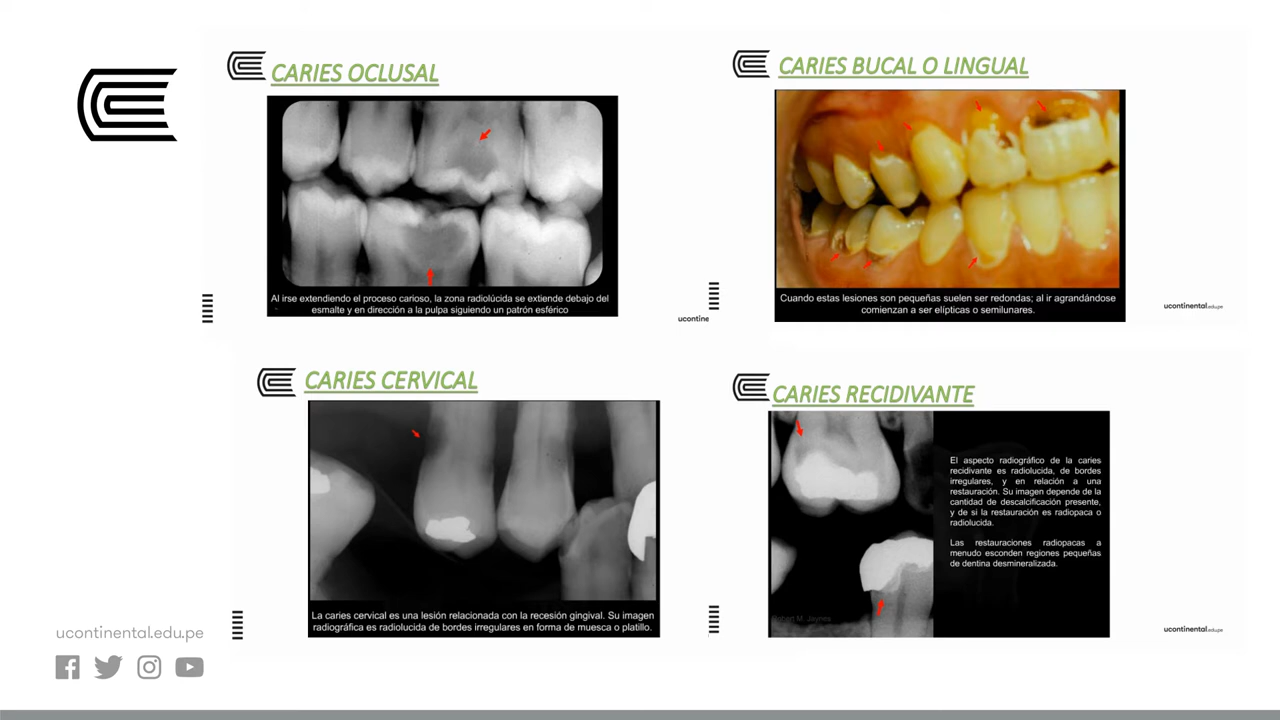 CARIES OCLUSAL
Al irse extendiendo el proceso carioso, la zona radiolúcida se extiende debajo del
esmalte y en dirección a la pulpa siguiendo un patrón esférico
ucontine
CARIES BUCAL O LINGUAL
Cuando estas lesiones son pequeñas suelen ser redondas; al ir agrandándose
comienzan a ser elípticas o semilunares.
ucontinental.edu.pe
CARIES CERVICAL
La caries cervical es una lesión relacionada con la recesión gingival. Su imagen
radiográfica es radiolucida de bordes irregulares en forma de muesca o platillo.
CARIES RECIDIVANTE
El aspecto radiográfico de la caries
recidivante es radiolucida, de bordes
irregulares, y en relación a una
restauración. Su imagen depende de la
cantidad de descalcificación presente,
y de si la restauración es radiopaca o
radiolucida.
Las restauraciones radiopacas a
menudo esconden regiones pequeñas
de dentina desmineralizada.
Robert M. Jaynes
ucontinental.edu.pe
ucontinental.edu.pe